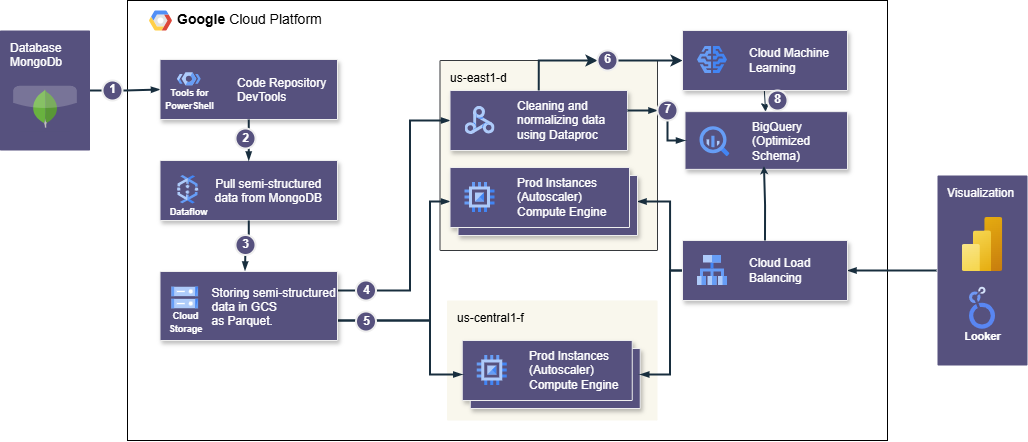 Google Cloud Platform
Database
MongoDb
1
Tools for
PowerShell
Code Repository
DevTools
2
Dataflow
Pull semi-structured
data from MongoDB
3
Cloud
Storage
Storing semi-structured
data in GCS
as Parquet.
4
5
us-east1-d
Cleaning and
normalizing data
using Dataproc
Prod Instances
(Autoscaler)
Compute Engine
us-central1-f
Prod Instances
(Autoscaler)
Compute Engine
6
7
Cloud Machine
Learning
8
BigQuery
(Optimized
Schema)
Cloud Load
Balancing
Visualization
Looker